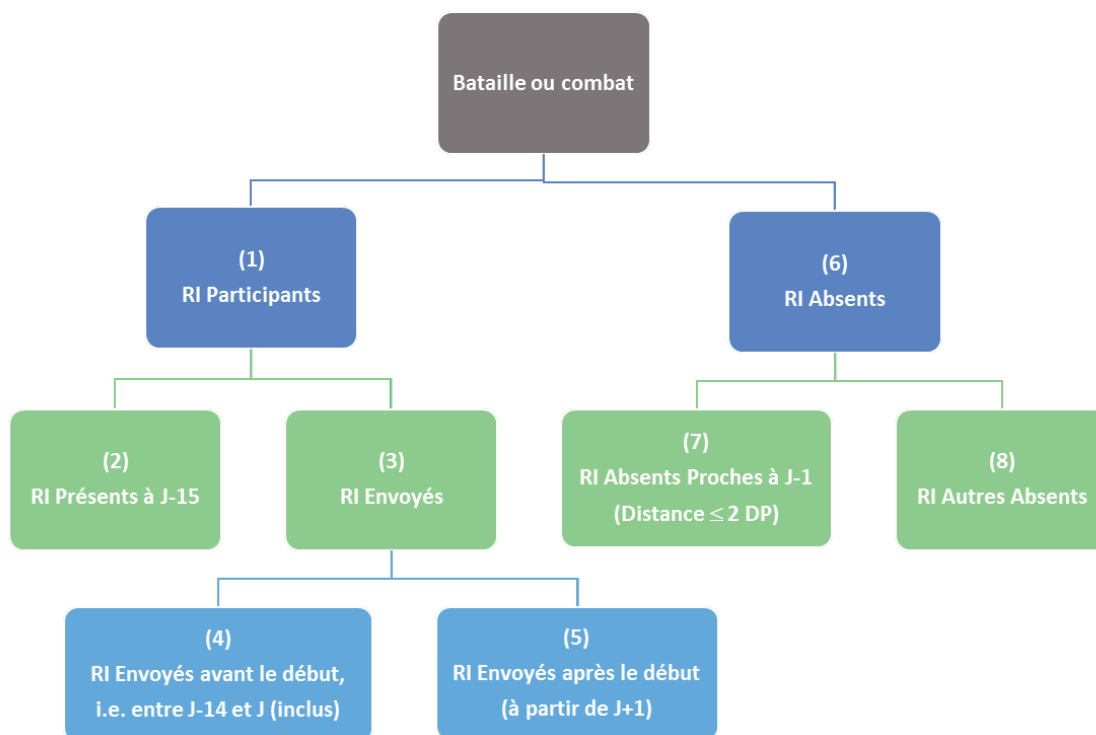 Bataille ou combat
(1)
RI Participants
(6)
RI Absents
(2)
RI Présents à J-15
(3)
RI Envoyés
(7)
RI Absents Proches à J-1
(Distance ≤ 2 DP)
(8)
RI Autres Absents
(4)
RI Envoyés avant le début,
i.e. entre J-14 et J (inclus)
(5)
RI Envoyés après le début
(à partir de J+1)